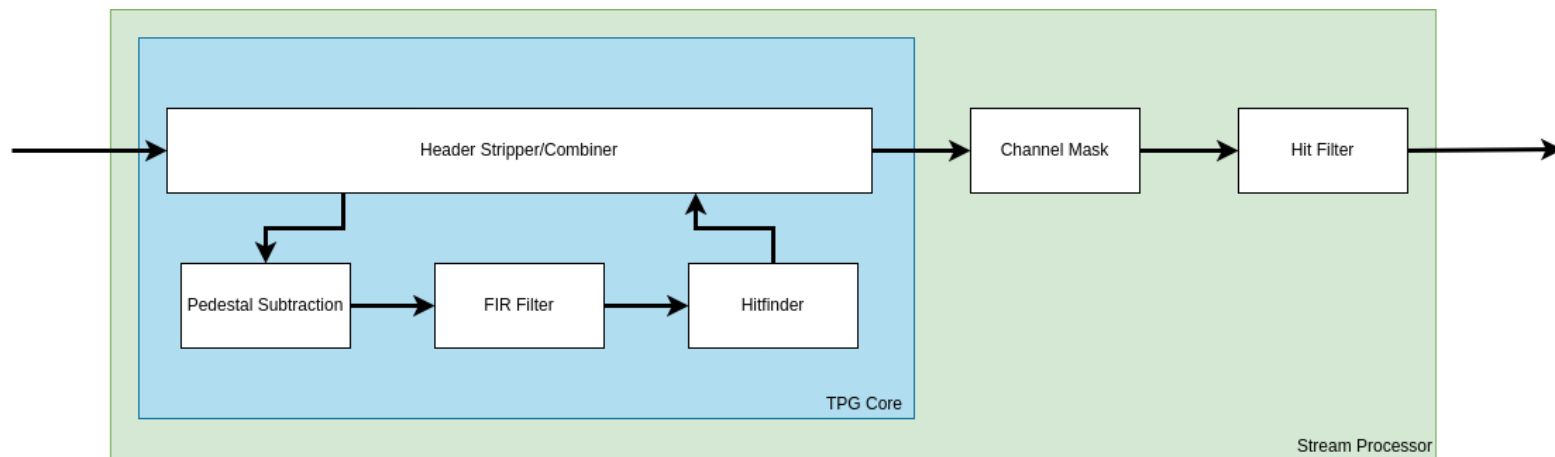 Header Stripper/Combiner
Channel Mask
Hit Filter
Pedestal Subtraction
FIR Filter
Hitfinder
TPG Core
Stream Processor